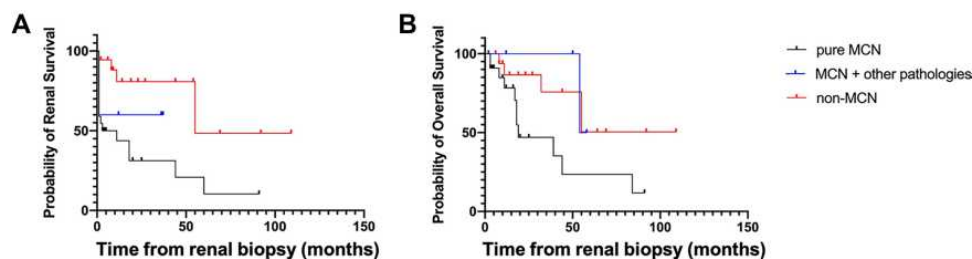 A
Probability of Renal Survival
100
50
0
0
50
100
150
Time from renal biopsy (months)
B
Probability of Overall Survival
100
50
0
0
50
100
150
Time from renal biopsy (months)
pure MCN
MCN + other pathologies
non-MCN